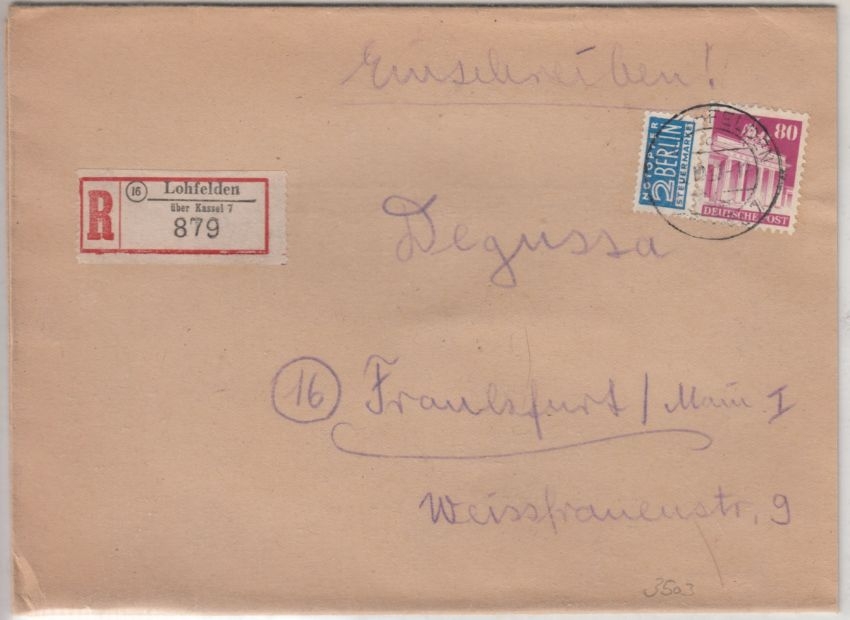 Einschreiben!
80
DEUTSCHE POST
NOTOPFER
2 BERLIN
STEUERMARKE
R
16 Lohfelden
über Kassel 7
879
Degussa
16 Frankfurt / Main I
Weissfrauenstr. 9
3503